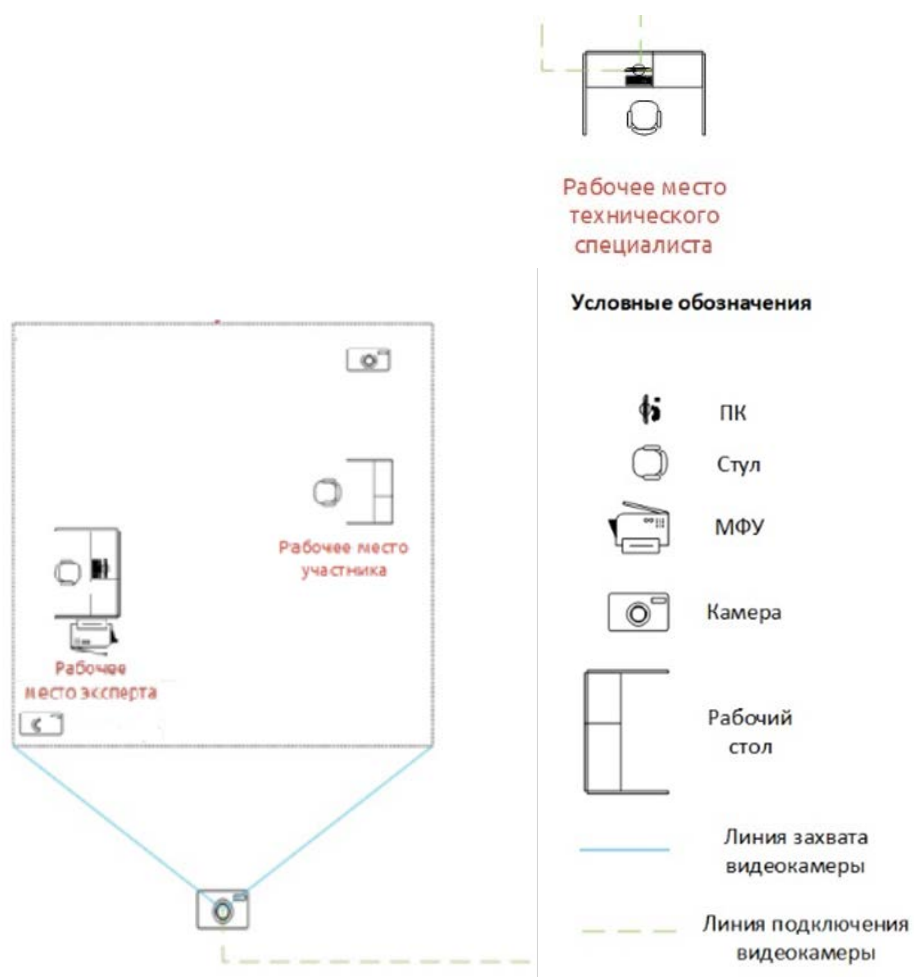 Рабочее место
технического
специалиста
Условные обозначения
ПК
Стул
Рабочее место
участника
МФУ
Камера
Рабочее
место эксперта
Рабочий
стол
Линия захвата
видеокамеры
Линия подключения
видеокамеры